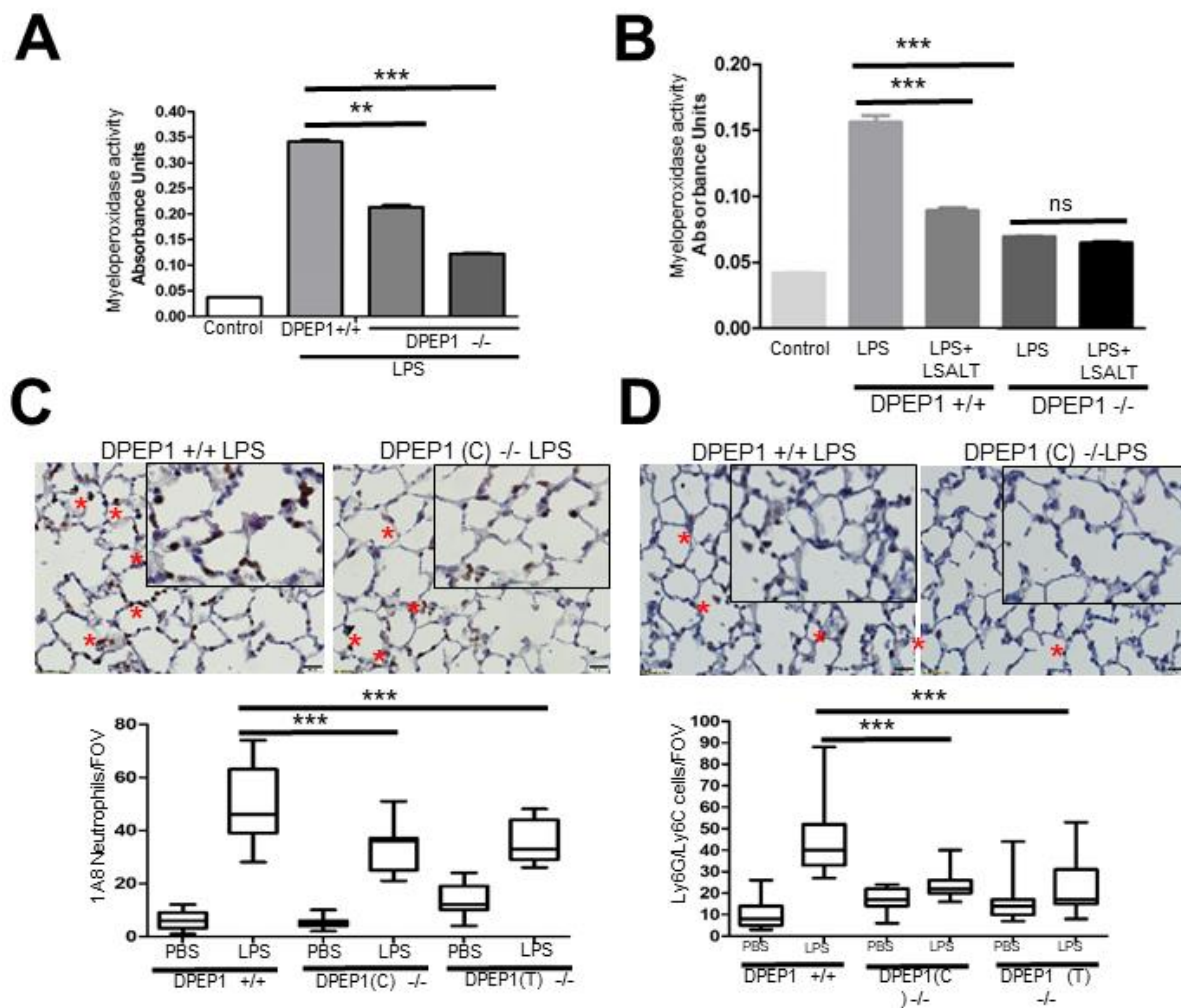 A
Myeloperoxidase activity
Absorbance Units
0.40
0.35
0.30
0.25
0.20
0.15
0.10
0.05
0.00
***
**
Control
DPEP1+/+
DPEP1 -/-
LPS
B
Myeloperoxidase activity
Absorbance Units
0.20
0.15
0.10
0.05
0.00
***
***
ns
Control
LPS
LPS+
LSALT
LPS
LPS+
LSALT
DPEP1 +/+
DPEP1 -/-
C
DPEP1 +/+ LPS
DPEP1 (C) -/- LPS
* * * * *
* * * *
1A8 Neutrophils/FOV
80
60
40
20
0
***
***
PBS
LPS
PBS
LPS
PBS
LPS
DPEP1 +/+
DPEP1(C) -/-
DPEP1(T) -/-
D
DPEP1 +/+ LPS
DPEP1 (C) -/-LPS
* * * *
*
Ly6G/Ly6C cells/FOV
100
90
80
70
60
50
40
30
20
10
0
***
***
PBS
LPS
PBS
LPS
PBS
LPS
DPEP1 +/+
DPEP1(C
) -/-
DPEP1 (T)
-/-